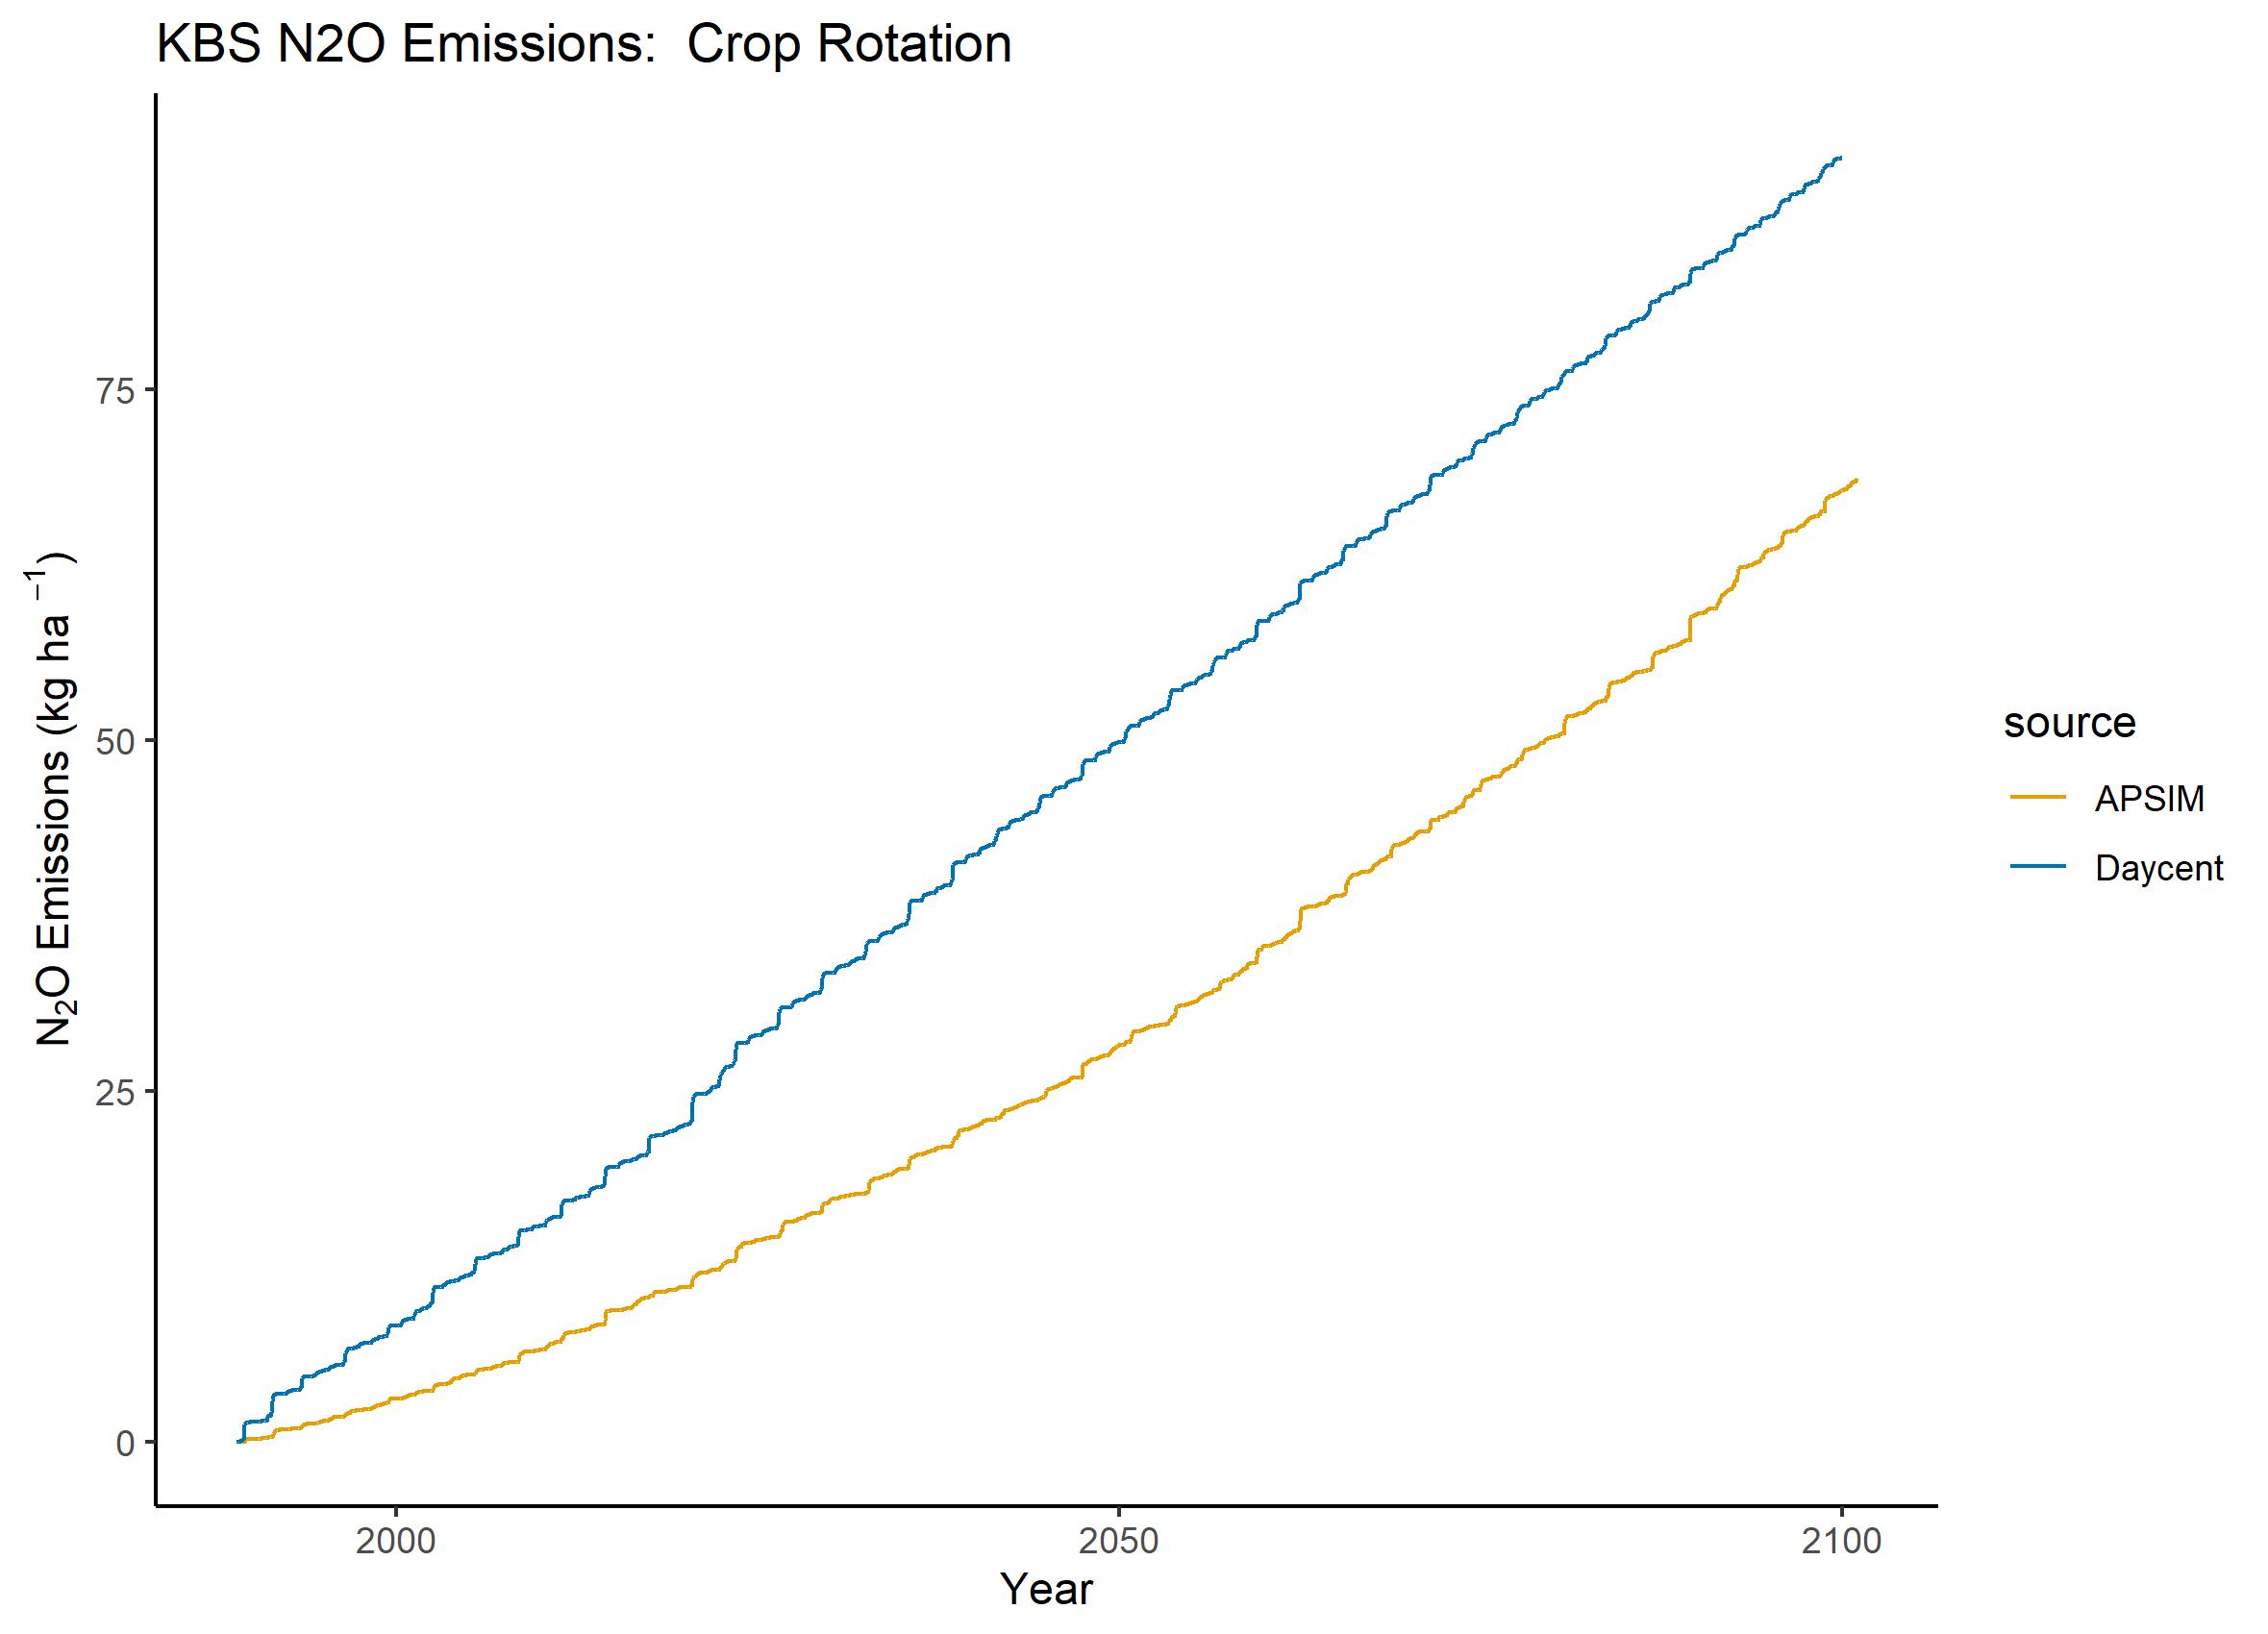 KBS N2O Emissions:  Crop Rotation
N₂O Emissions (kg ha ⁻¹)
75
50
25
0
2000
2050
2100
Year
source
APSIM
Daycent